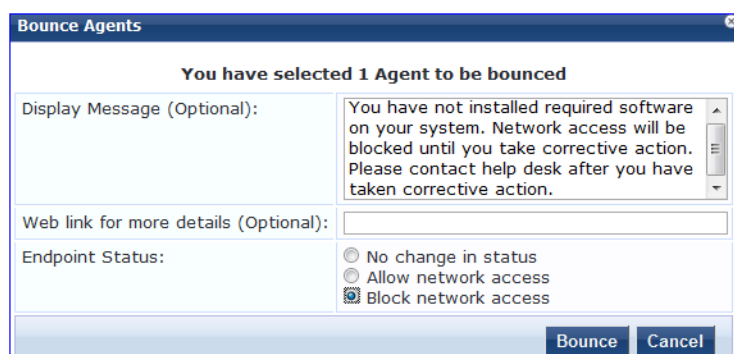 Bounce Agents
You have selected 1 Agent to be bounced
Display Message (Optional):
You have not installed required software
on your system. Network access will be
blocked until you take corrective action.
Please contact help desk after you have
taken corrective action.
Web link for more details (Optional):
Endpoint Status:
No change in status
Allow network access
Block network access
Bounce
Cancel